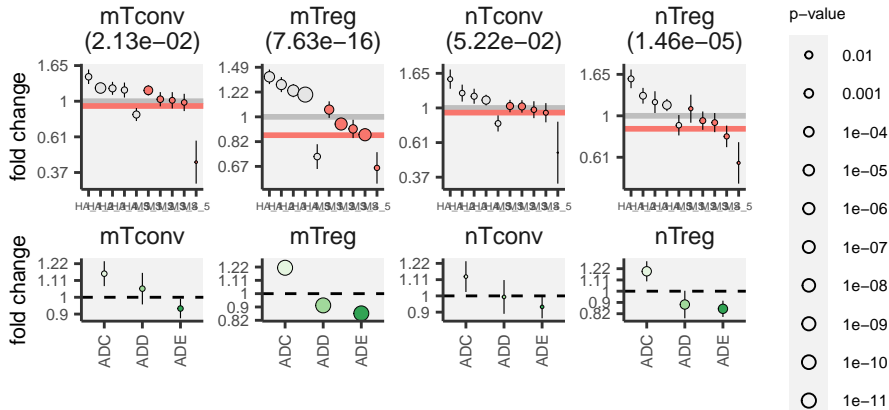 mTconv
(2.13e−02)
mTreg
(7.63e−16)
nTconv
(5.22e−02)
nTreg
(1.46e−05)
fold change
1.65
1
0.61
0.37
1.49
1.22
1
0.82
0.67
1.65
1
0.61
0.37
1.65
1
0.61
mTconv
mTreg
nTconv
nTreg
fold change
1.22
1.11
1
0.9
1.22
1.11
1
0.9
0.82
1.22
1.11
1
0.9
1.22
1.11
1
0.9
0.82
ADC
ADD
ADE
ADC
ADD
ADE
ADC
ADD
ADE
ADC
ADD
ADE
p−value
0.01
0.001
1e−04
1e−05
1e−06
1e−07
1e−08
1e−09
1e−10
1e−11